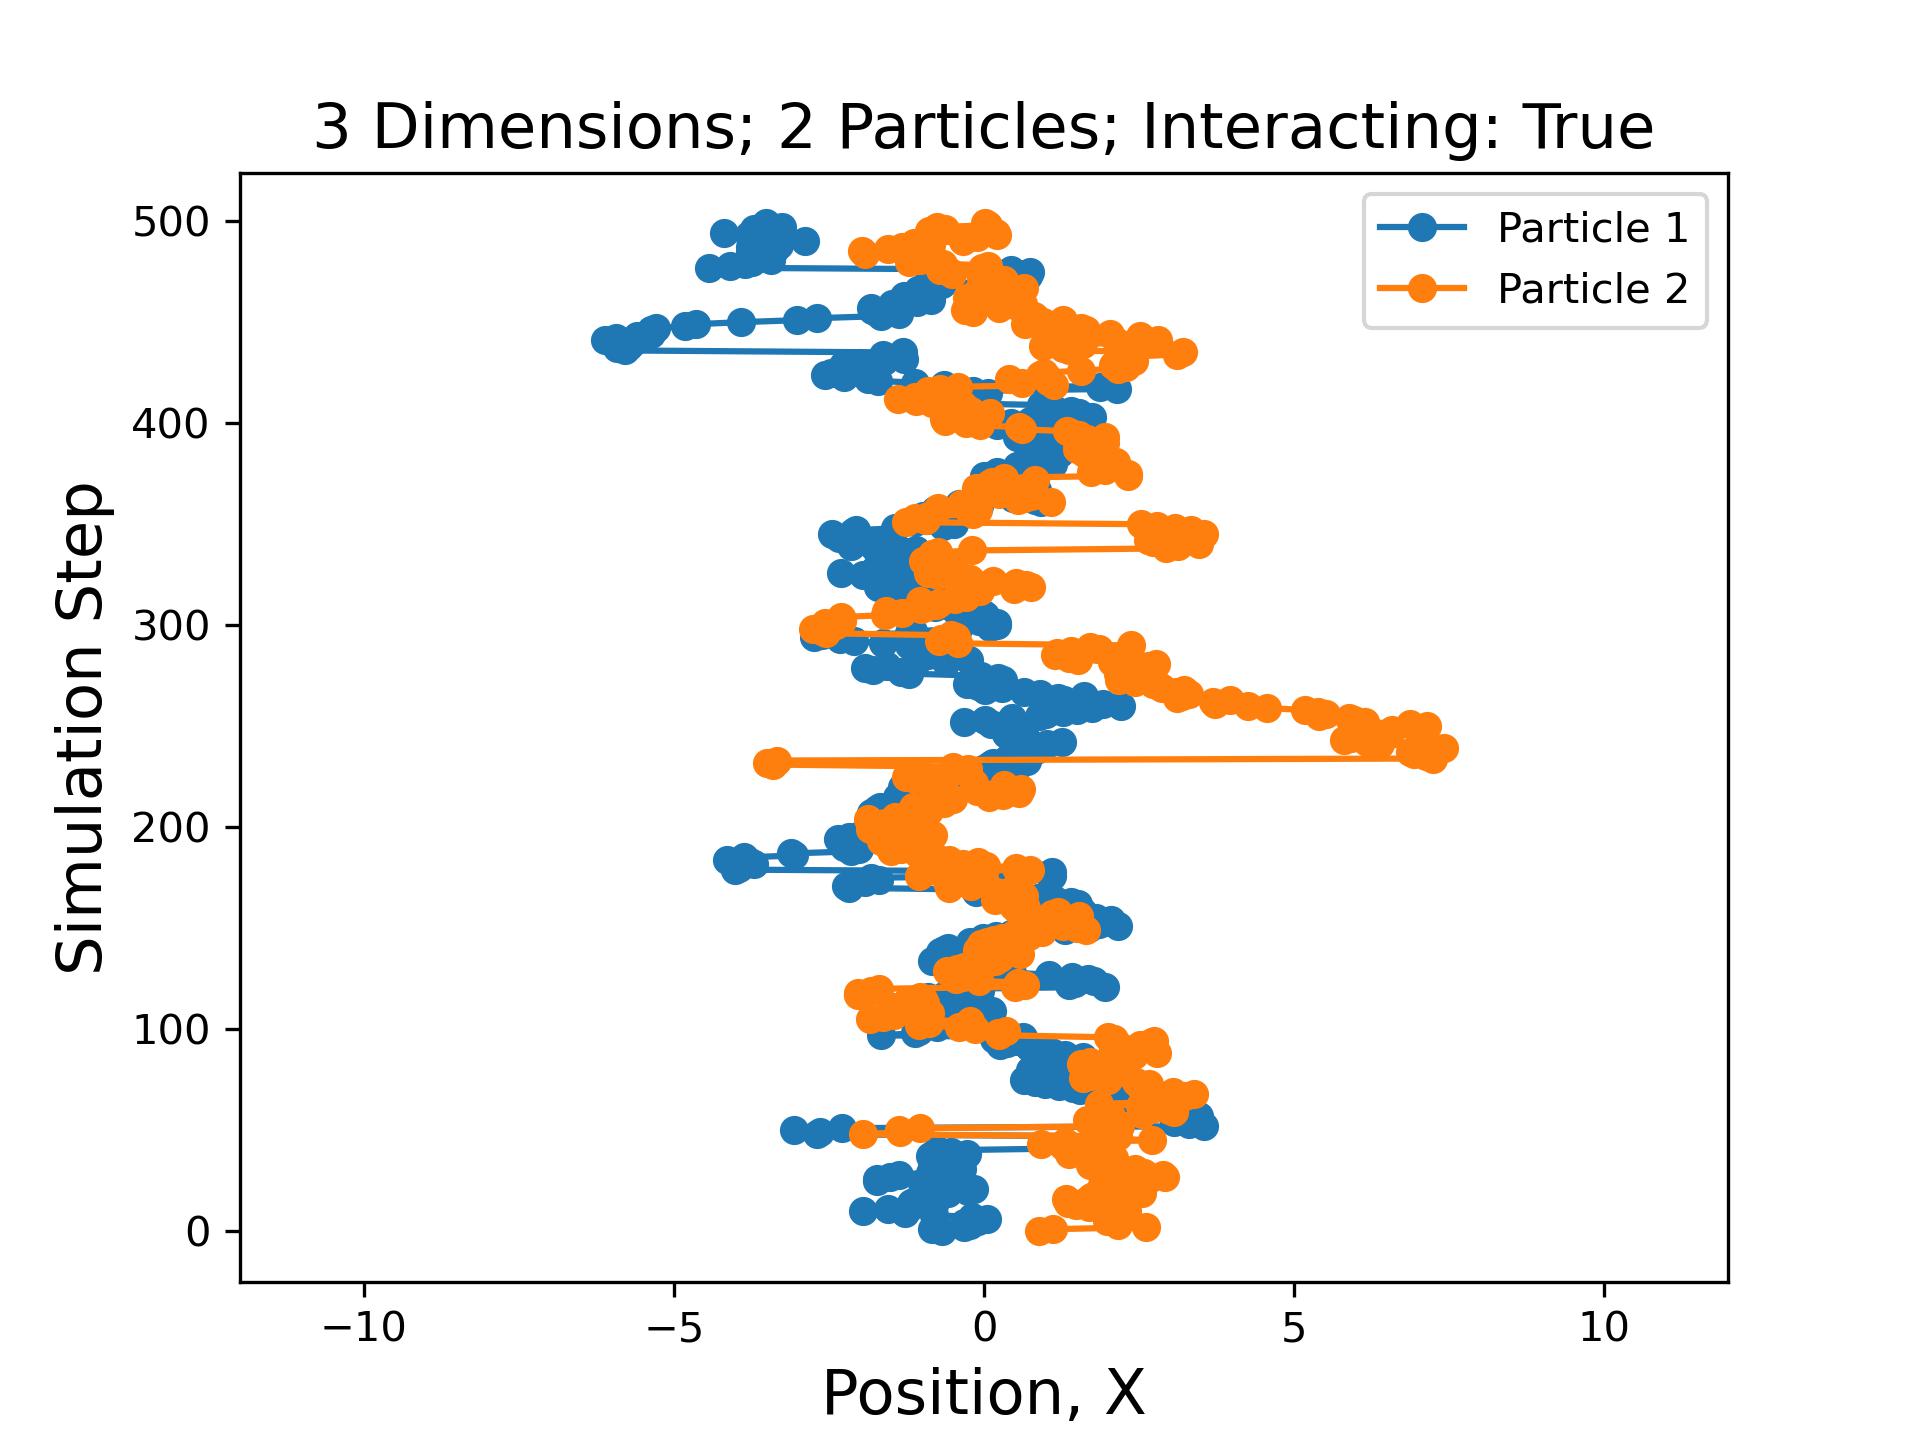 3 Dimensions; 2 Particles; Interacting: True
Particle 1
Particle 2
Simulation Step
500
400
300
200
100
0
−10
−5
0
5
10
Position, X